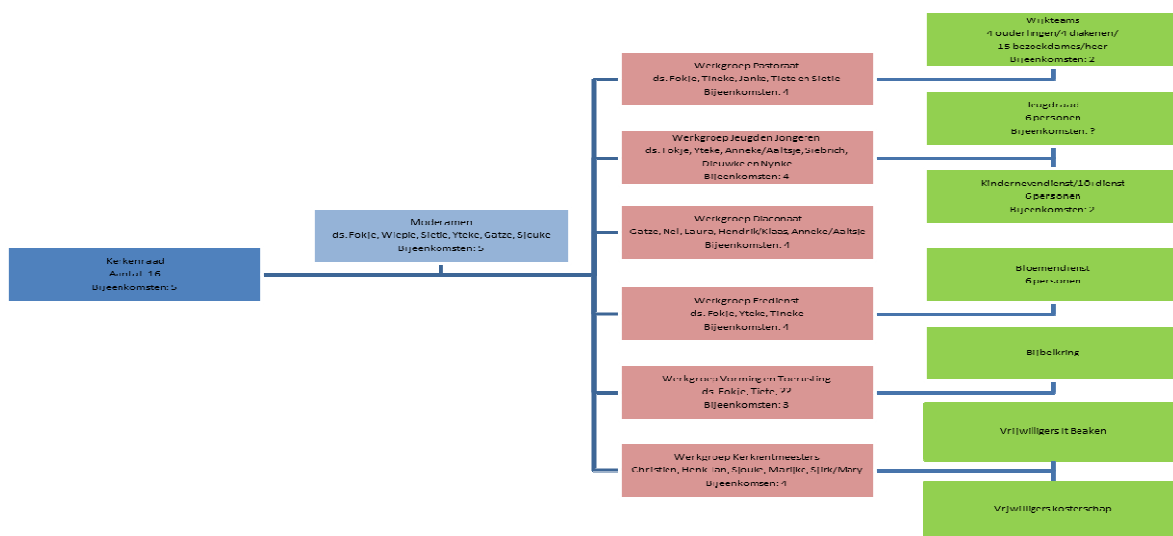 Kerkenraad
Aantal: 16
Bijeenkomsten: 5
Moderamen
ds. Fokje, Wiepie, Sietie, Yteke, Gatze, Sjouke
Bijeenkomsten: 5
Werkgroep Pastoraat
ds. Fokje, Tineke, Janke, Tiete en Sietie
Bijeenkomsten: 4
Werkgroep Jeugd en Jongeren
ds. Fokje, Yteke, Anneke/Aaltsje, Siebrich,
Dieuwke en Nynke
Bijeenkomsten: 4
Werkgroep Diaconaat
Gatze, Nel, Laura, Hendrik/Klaas, Anneke/Aaltsje
Bijeenkomsten: 4
Werkgroep Eredienst
ds. Fokje, Yteke, Tineke
Bijeenkomsten: 4
Werkgroep Vorming en Toerusting
ds. Fokje, Tiete, ??
Bijeenkomsten: 3
Werkgroep Kerkrentmeesters
Christien, Henk Jan, Sjouke, Marijke, Sjirk/Mary
Bijeenkomsen: 4
Wijkteams
4 ouderlingen/4 diakenen/
15 bezoekdames/heer
Bijeenkomsten: 2
Jeugdraad
6 personen
Bijeenkomsten: ?
Kindernevendienst/10+dienst
6 personen
Bijeenkomsten: 2
Bloemendienst
6 personen
Bijbelkring
Vrijwilligers It Beaken
Vrijwilligers kosterschap